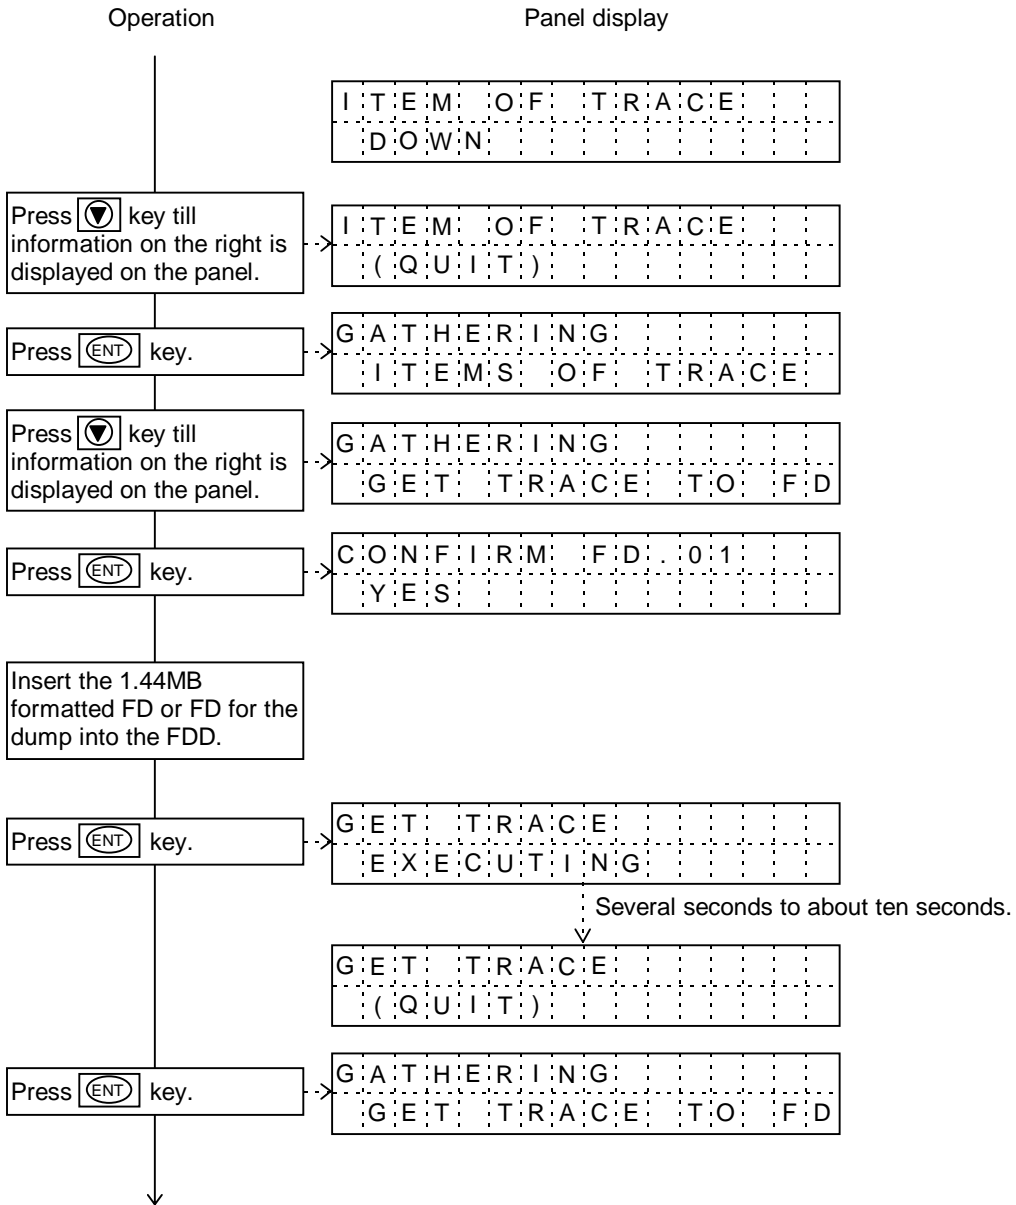 Operation
Panel display
ITEM OF TRACE
DOWN
Press ▼ key till
information on the right is
displayed on the panel.
ITEM OF TRACE
(QUIT)
Press ENT key.
GATHERING
ITEMS OF TRACE
Press ▼ key till
information on the right is
displayed on the panel.
GATHERING
GET TRACE TO FD
Press ENT key.
CONFIRM FD.01
YES
Insert the 1.44MB
formatted FD or FD for the
dump into the FDD.
Press ENT key.
GET TRACE
EXECUTING
Several seconds to about ten seconds.
GET TRACE
(QUIT)
Press ENT key.
GATHERING
GET TRACE TO FD